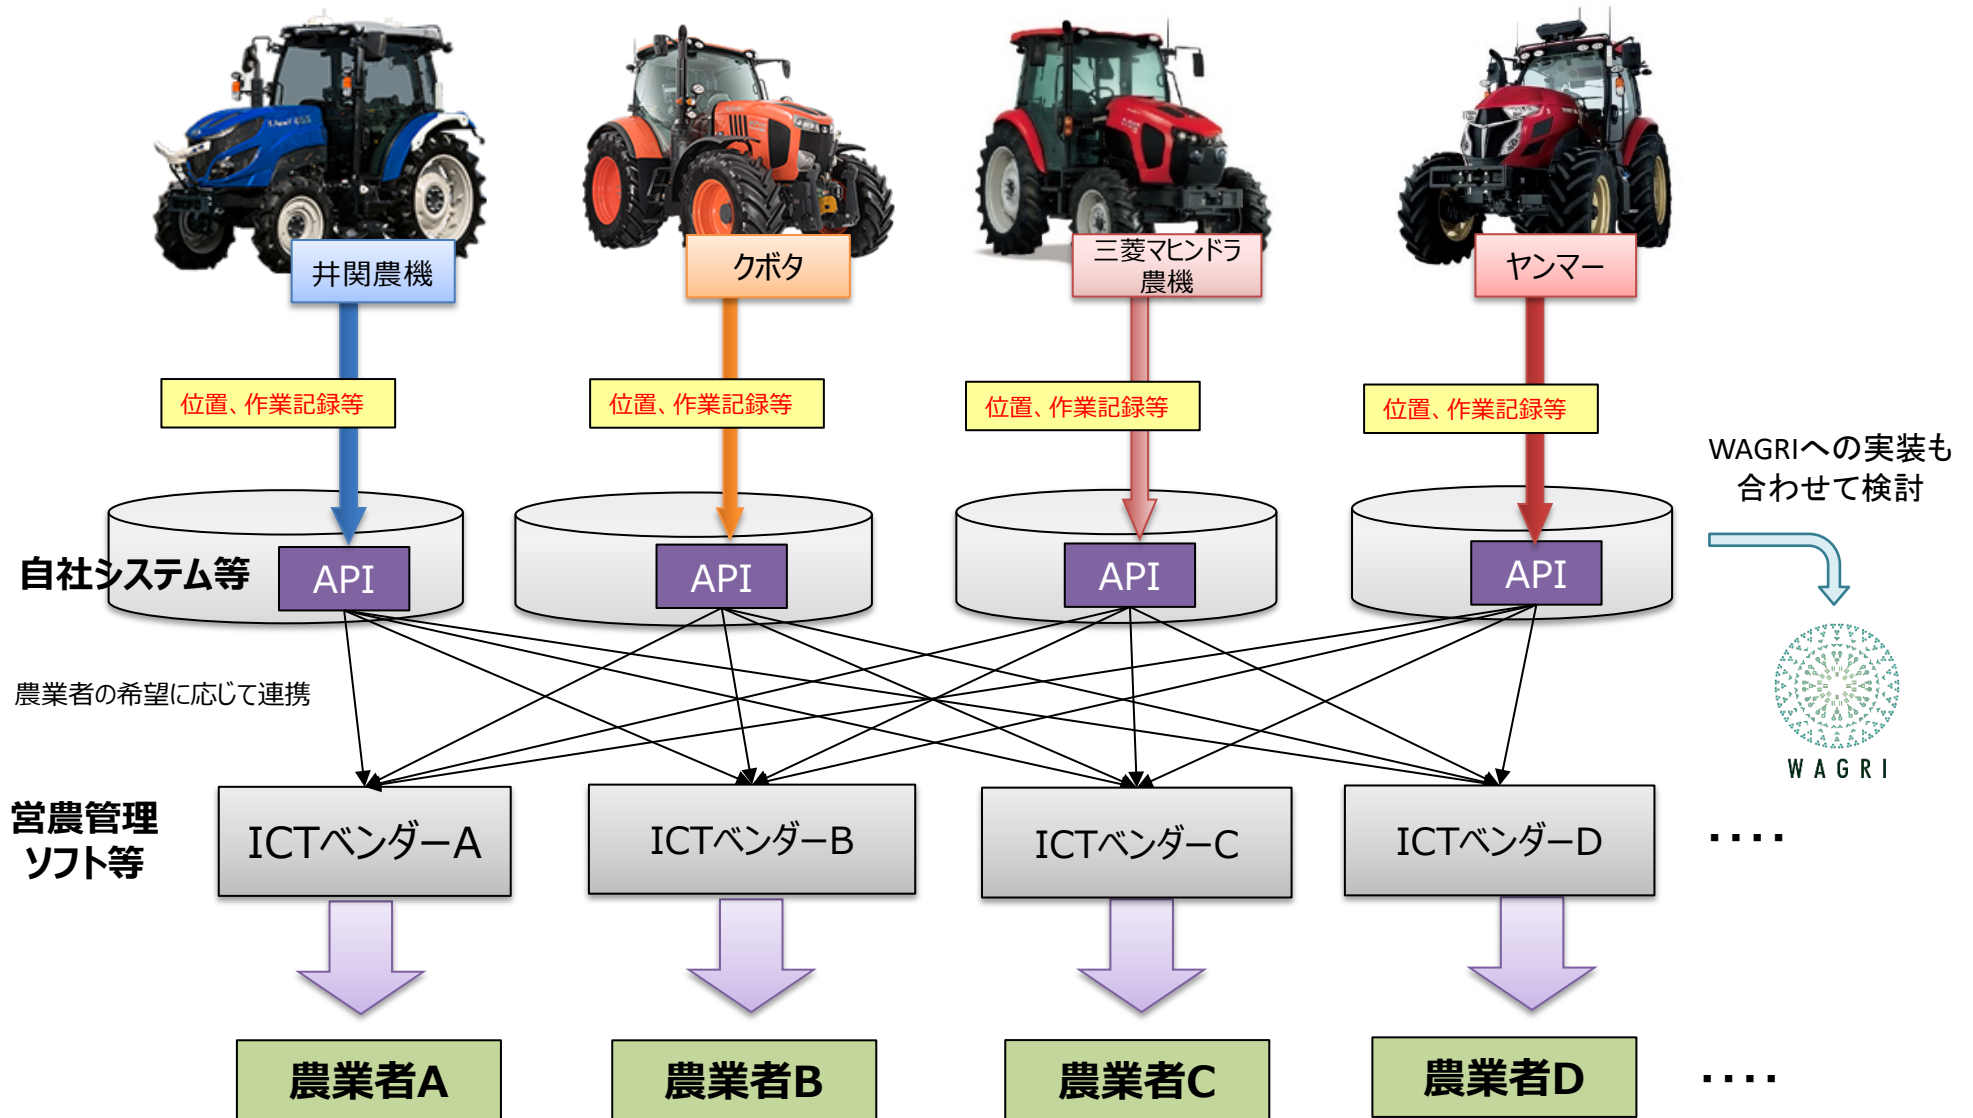 井関農機
クボタ
三菱マヒンドラ
農機
ヤンマー
位置、作業記録等
位置、作業記録等
位置、作業記録等
位置、作業記録等
WAGRIへの実装も
合わせて検討
自社システム等
API
API
API
API
農業者の希望に応じて連携
WAGRI
営農管理
ソフト等
ICTベンダーA
ICTベンダーB
ICTベンダーC
ICTベンダーD
・・・・
農業者A
農業者B
農業者C
農業者D
・・・・